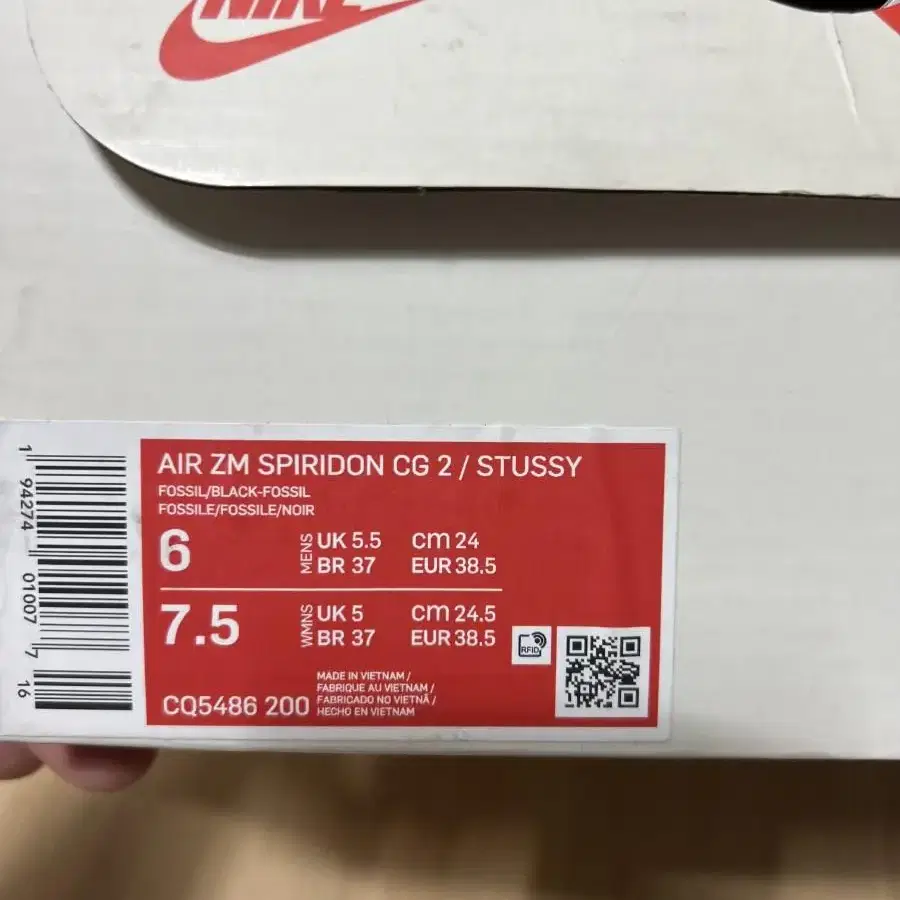 NIKE
AIR ZM SPIRIDON CG 2 / STUSSY
FOSSIL/BLACK-FOSSIL
FOSSILE/FOSSILE/NOIR
6 MENS UK 5.5 cm 24
BR 37 EUR 38.5
7.5 WMNS UK 5 cm 24.5
BR 37 EUR 38.5
RFID
CQ5486 200
MADE IN VIETNAM /
FABRIQUE AU VIETNAM /
FABRICADO NO VIETNÃ /
HECHO EN VIETNAM
1 94274 01007 7 16